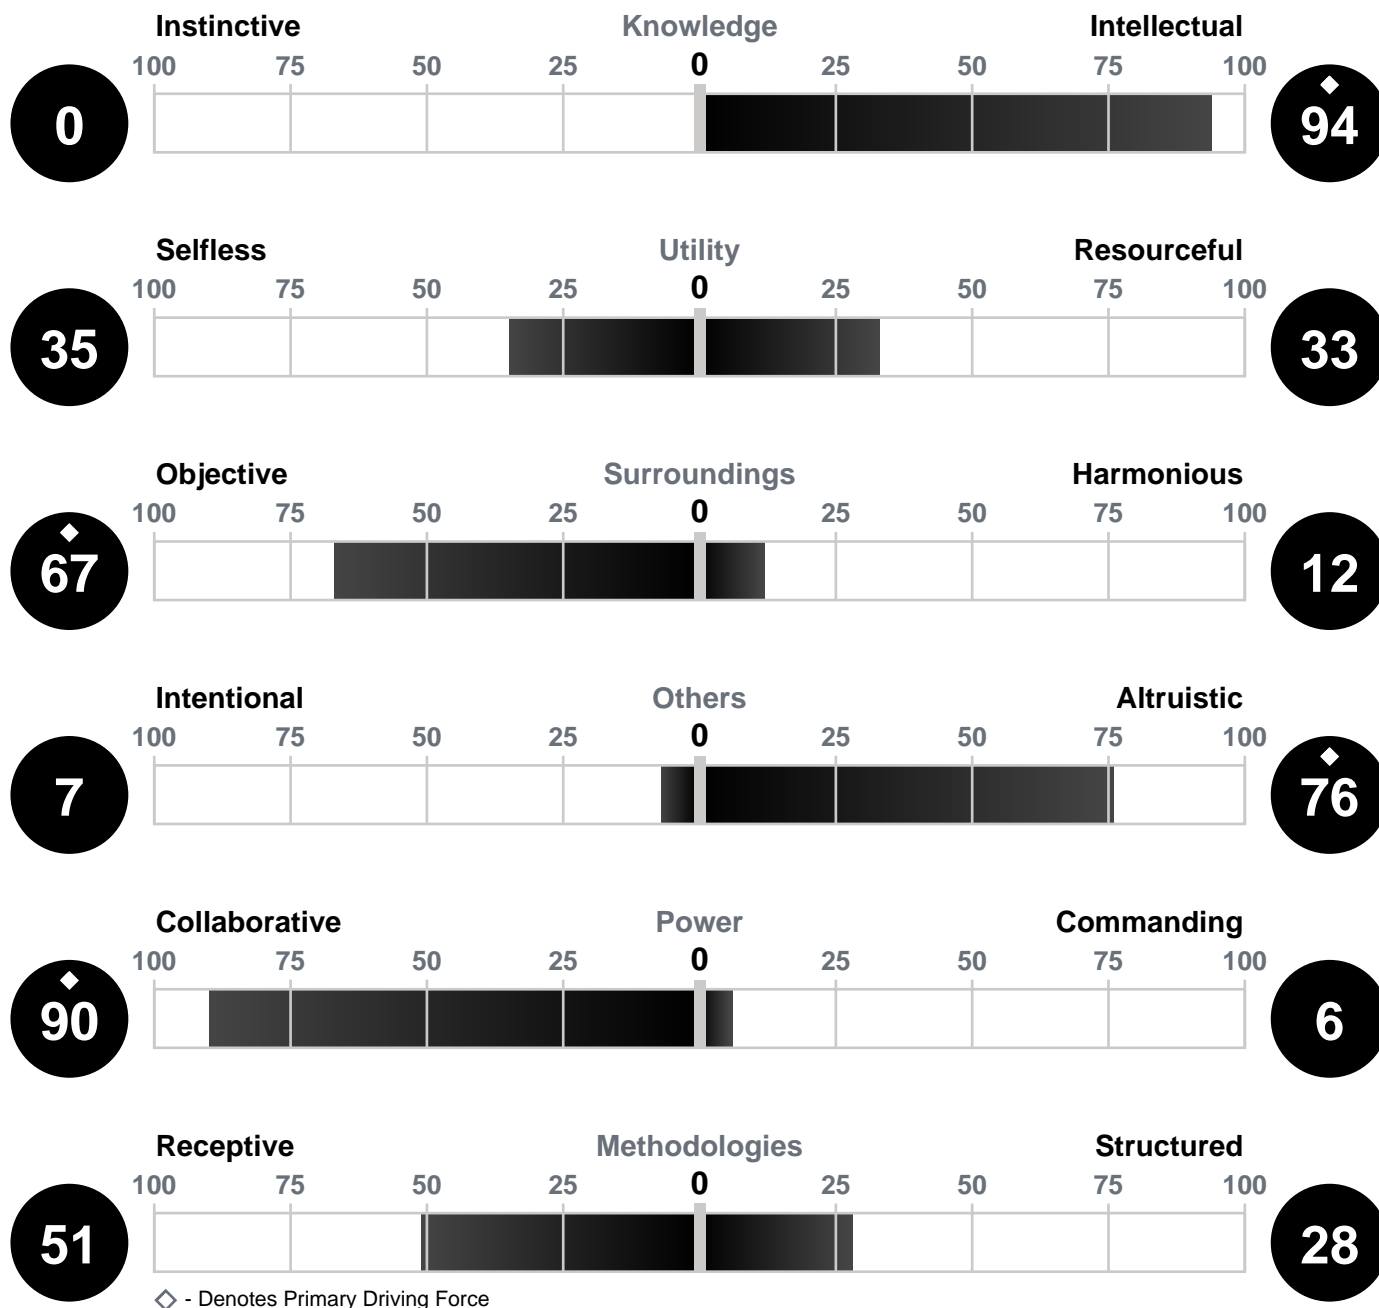 Instinctive Knowledge Intellectual
100 75 50 25 0 25 50 75 100
0 94
Selfless Utility Resourceful
100 75 50 25 0 25 50 75 100
35 33
Objective Surroundings Harmonious
100 75 50 25 0 25 50 75 100
67 12
Intentional Others Altruistic
100 75 50 25 0 25 50 75 100
7 76
Collaborative Power Commanding
100 75 50 25 0 25 50 75 100
90 6
Receptive Methodologies Structured
100 75 50 25 0 25 50 75 100
51 28
- Denotes Primary Driving Force